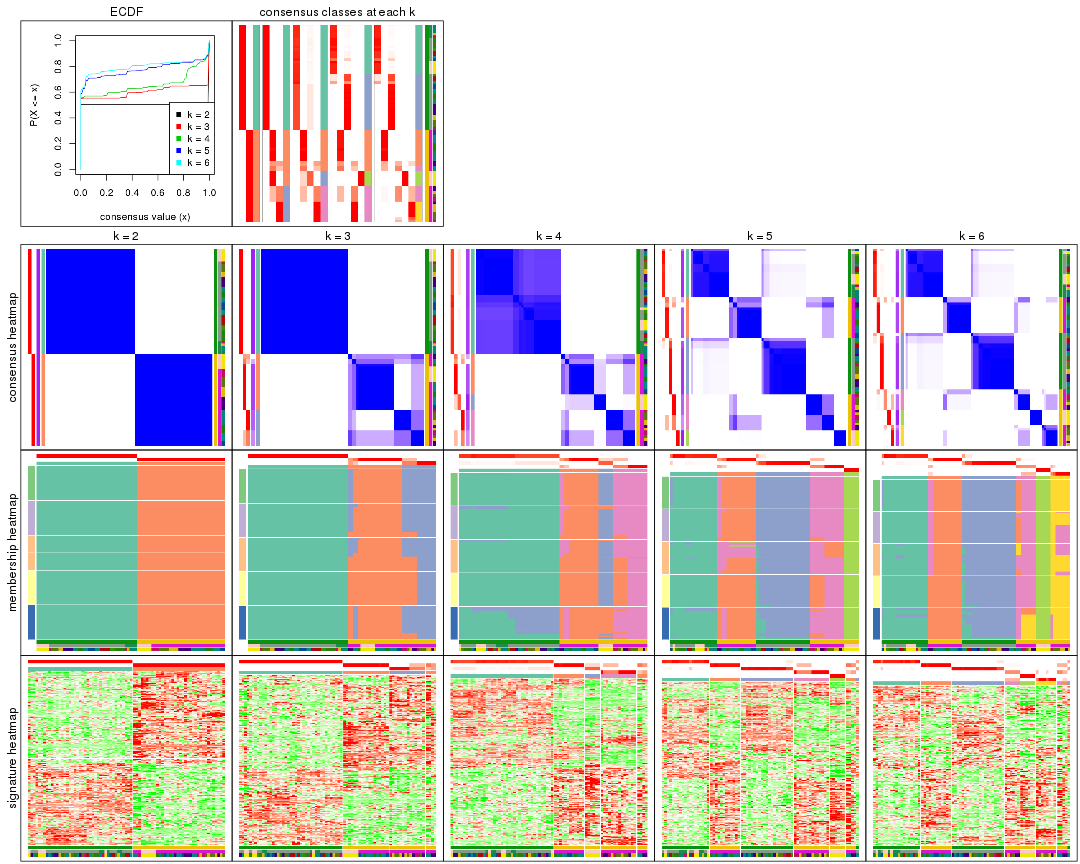 ECDF
consensus classes at each k
P(X <= x)
1.0
0.8
0.6
0.4
0.2
0.0
k = 2
k = 3
k = 4
k = 5
k = 6
0.0 0.2 0.4 0.6 0.8 1.0
consensus value (x)
k = 2
k = 3
k = 4
k = 5
k = 6
consensus heatmap
membership heatmap
signature heatmap